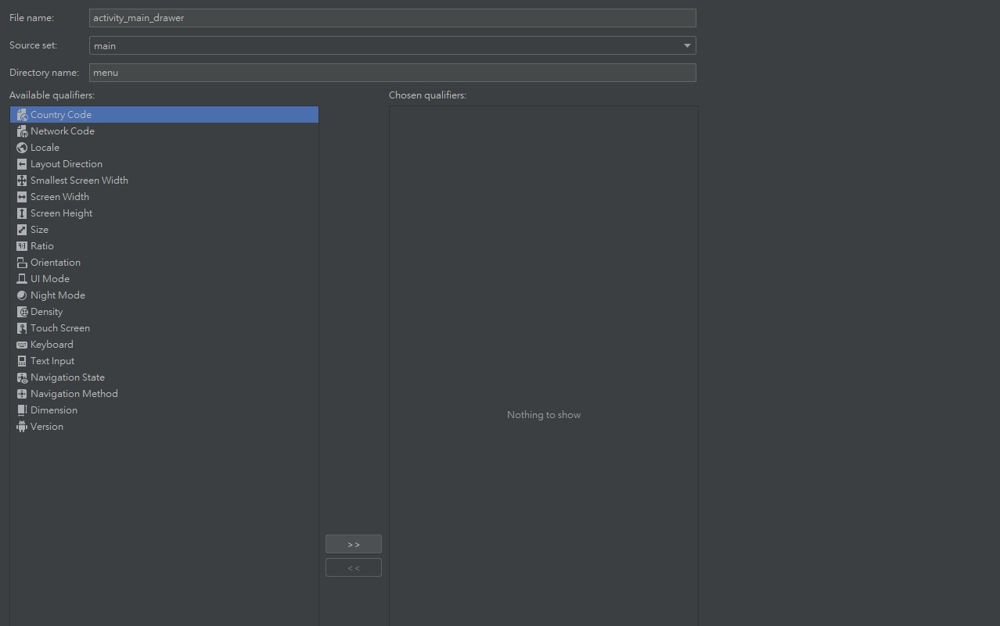 File name: activity_main_drawer
Source set: main
Directory name: menu
Available qualifiers: Chosen qualifiers:
Country Code
Network Code
Locale
Layout Direction
Smallest Screen Width
Screen Width
Screen Height
Size
Ratio
Orientation
UI Mode
Night Mode
Density
Touch Screen
Keyboard
Text Input
Navigation State
Navigation Method
Dimension
Version
Nothing to show
>>
<<